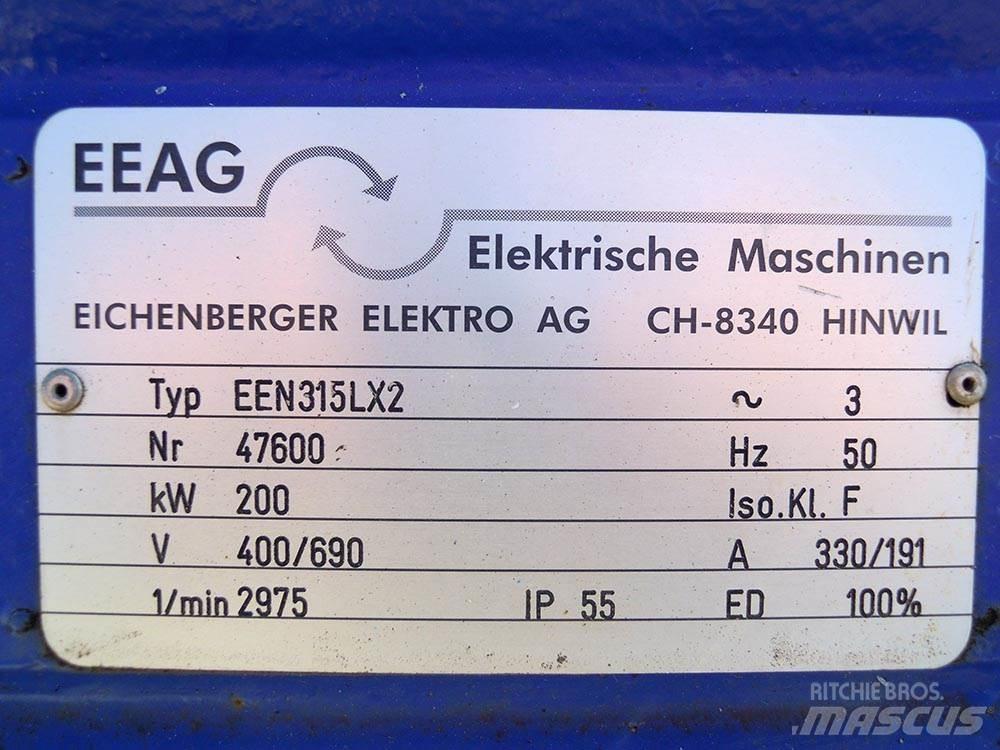 EEAG
Elektrische Maschinen
EICHENBERGER ELEKTRO AG CH-8340 HINWIL
Typ EEN315LX2 ~ 3
Nr 47600 Hz 50
kW 200 Iso.Kl. F
V 400/690 A 330/191
1/min 2975 IP 55 ED 100%
RITCHIE BROS.
MASCUS